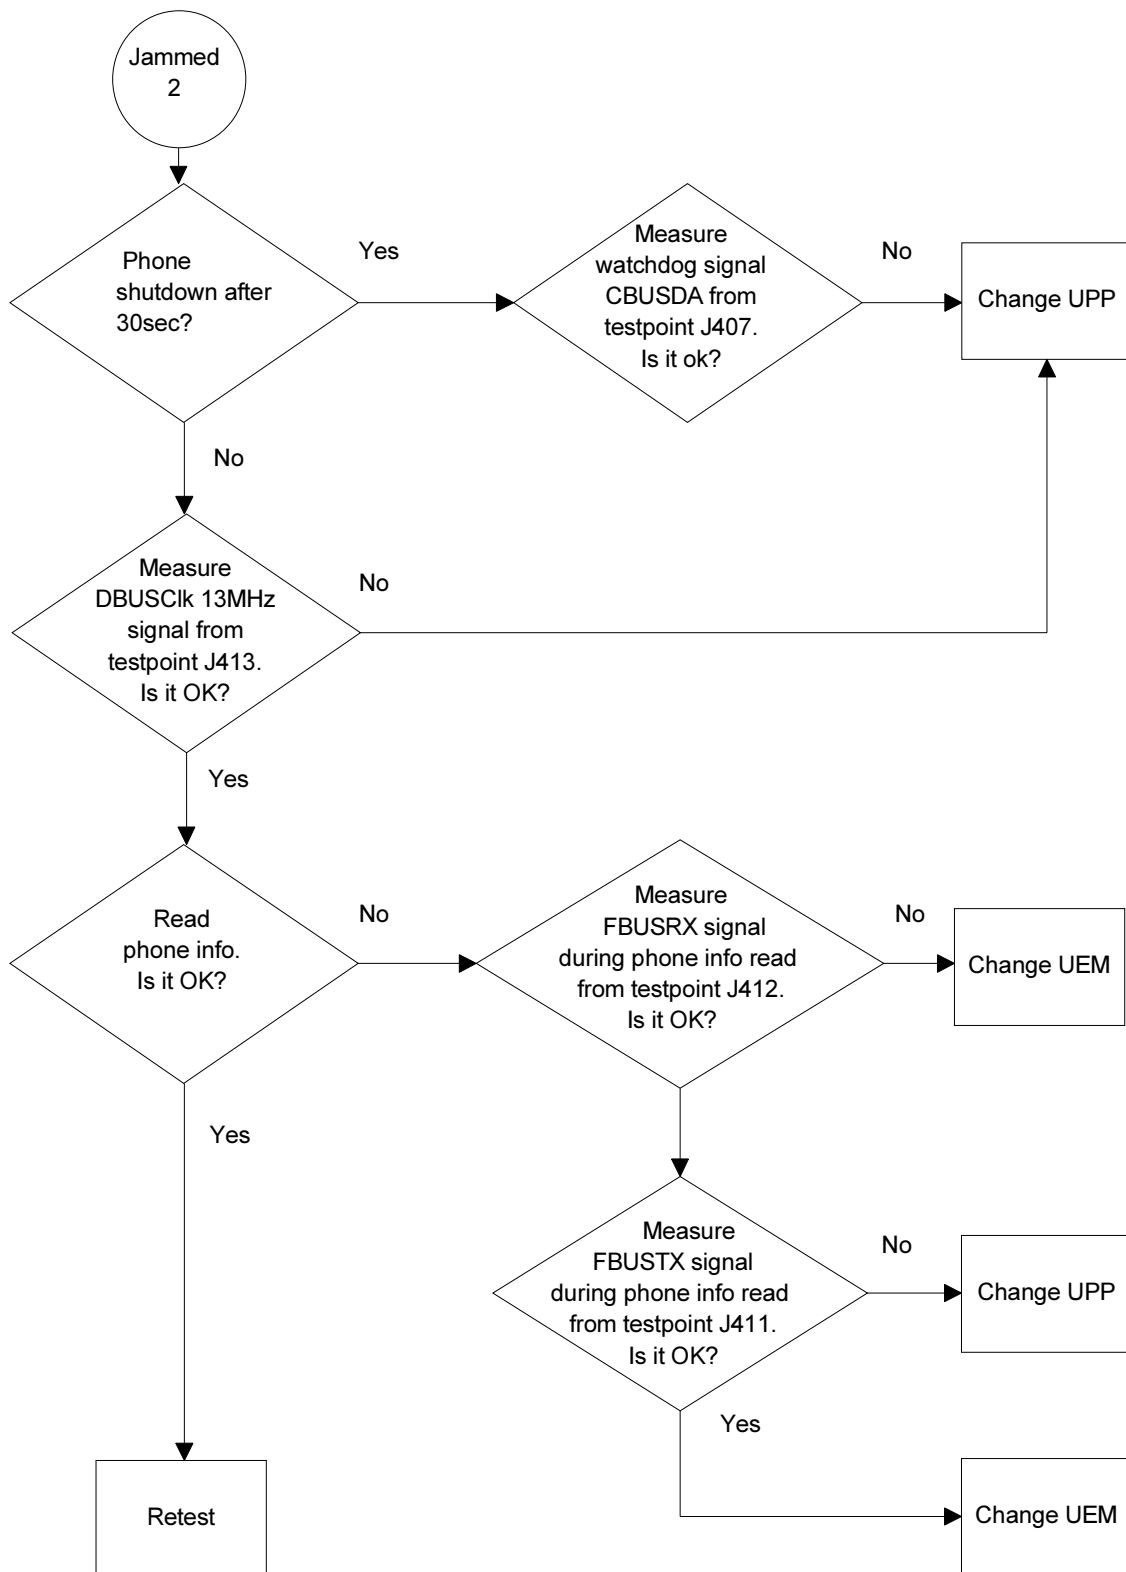 Jammed
2
Phone
shutdown after
30sec?
Yes
Measure
watchdog signal
CBUSDA from
testpoint J407.
Is it ok?
No
Change UPP
No
Measure
DBUSClk 13MHz
signal from
testpoint J413.
Is it OK?
No
Yes
Read
phone info.
Is it OK?
No
Measure
FBUSRX signal
during phone info read
from testpoint J412.
Is it OK?
No
Change UEM
Yes
Measure
FBUSTX signal
during phone info read
from testpoint J411.
Is it OK?
No
Change UPP
Yes
Retest
Change UEM